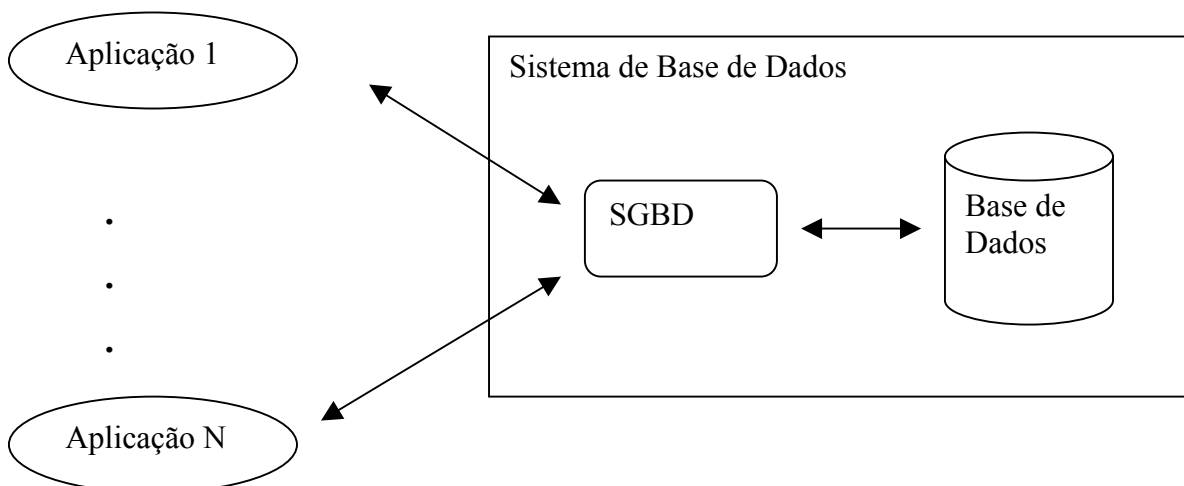 Aplicação 1
Sistema de Base de Dados
SGBD
Base de
Dados
Aplicação N